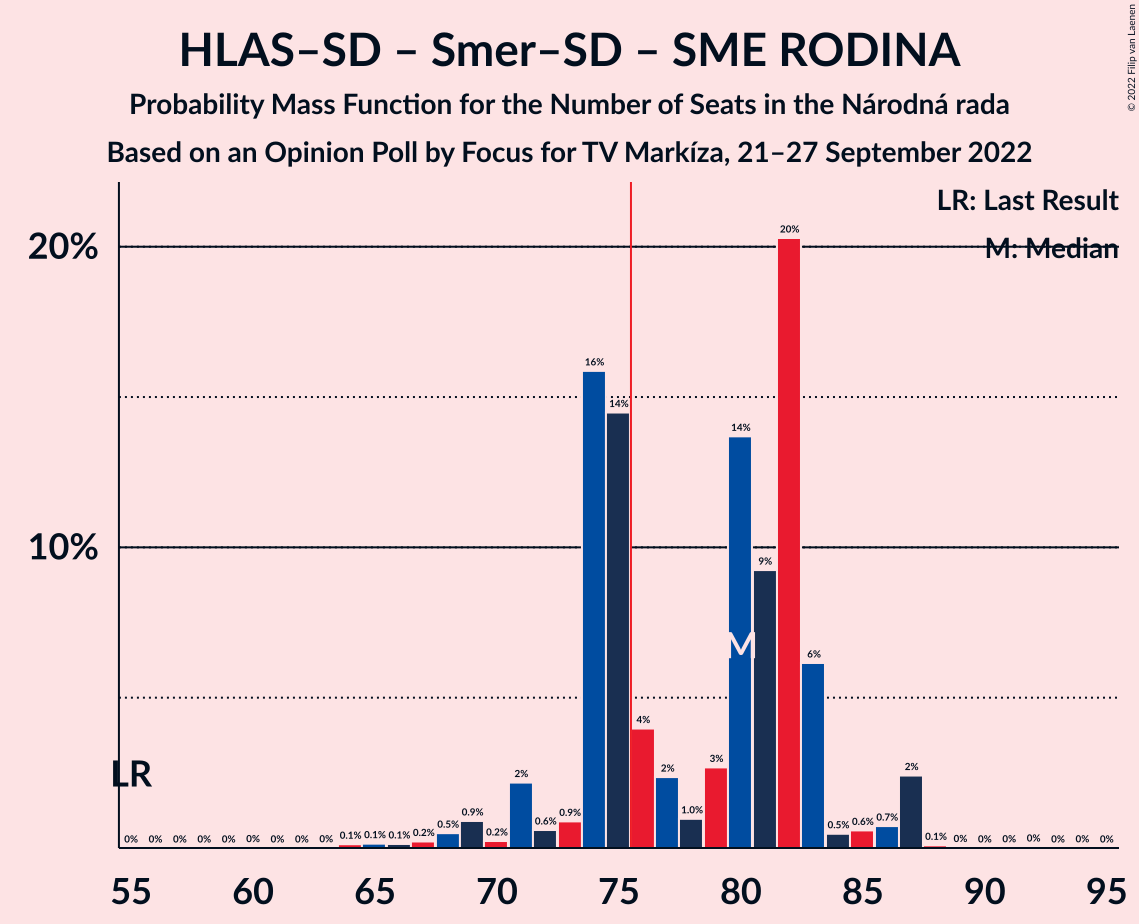 HLAS–SD – Smer–SD – SME RODINA
Probability Mass Function for the Number of Seats in the Národná rada
Based on an Opinion Poll by Focus for TV Markíza, 21–27 September 2022
© 2022 Filip van Laenen
LR: Last Result
M: Median
20%
10%
LR
M
0% 0% 0% 0% 0% 0% 0% 0% 0% 0.1% 0.1% 0.1% 0.2% 0.5% 0.9% 0.2% 2% 0.6% 0.9% 16% 14% 4% 2% 1.0% 3% 14% 9% 20% 6% 0.5% 0.6% 0.7% 2% 0.1% 0% 0% 0% 0% 0% 0% 0%
55 60 65 70 75 80 85 90 95